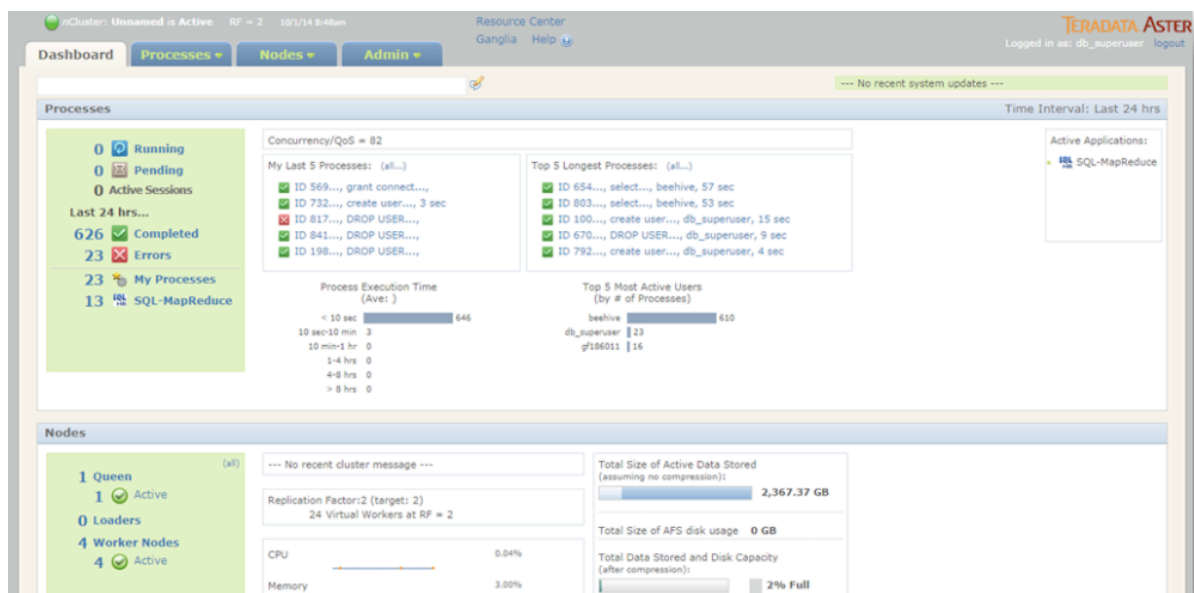 nCluster: Unnamed is Active RF = 2 10/1/14 8:48am
Resource Center
Ganglia Help
TERADATA ASTER
Logged in as: db_superuser logout
Dashboard Processes Nodes Admin
--- No recent system updates ---
Processes Time Interval: Last 24 hrs
0 Running
0 Pending
0 Active Sessions
Last 24 hrs...
626 Completed
23 Errors
23 My Processes
13 SQL-MapReduce
Concurrency/QoS = 82
My Last 5 Processes: (all...)
ID 569..., grant connect...,
ID 732..., create user..., 3 sec
ID 817..., DROP USER...,
ID 841..., DROP USER...,
ID 198..., DROP USER...,
Top 5 Longest Processes: (all...)
ID 654..., select..., beehive, 57 sec
ID 803..., select..., beehive, 53 sec
ID 100..., create user..., db_superuser, 15 sec
ID 670..., DROP USER..., db_superuser, 9 sec
ID 792..., create user..., db_superuser, 4 sec
Active Applications:
SQL-MapReduce
Process Execution Time
(Ave: )
< 10 sec 646
10 sec-10 min 3
10 min-1 hr 0
1-4 hrs 0
4-8 hrs 0
> 8 hrs 0
Top 5 Most Active Users
(by # of Processes)
beehive 610
db_superuser 23
gf186011 16
Nodes
(all)
1 Queen
1 Active
0 Loaders
4 Worker Nodes
4 Active
--- No recent cluster message ---
Replication Factor:2 (target: 2)
24 Virtual Workers at RF = 2
CPU 0.04%
Memory 3.00%
Total Size of Active Data Stored
(assuming no compression):
2,367.37 GB
Total Size of AFS disk usage 0 GB
Total Data Stored and Disk Capacity
(after compression):
2% Full